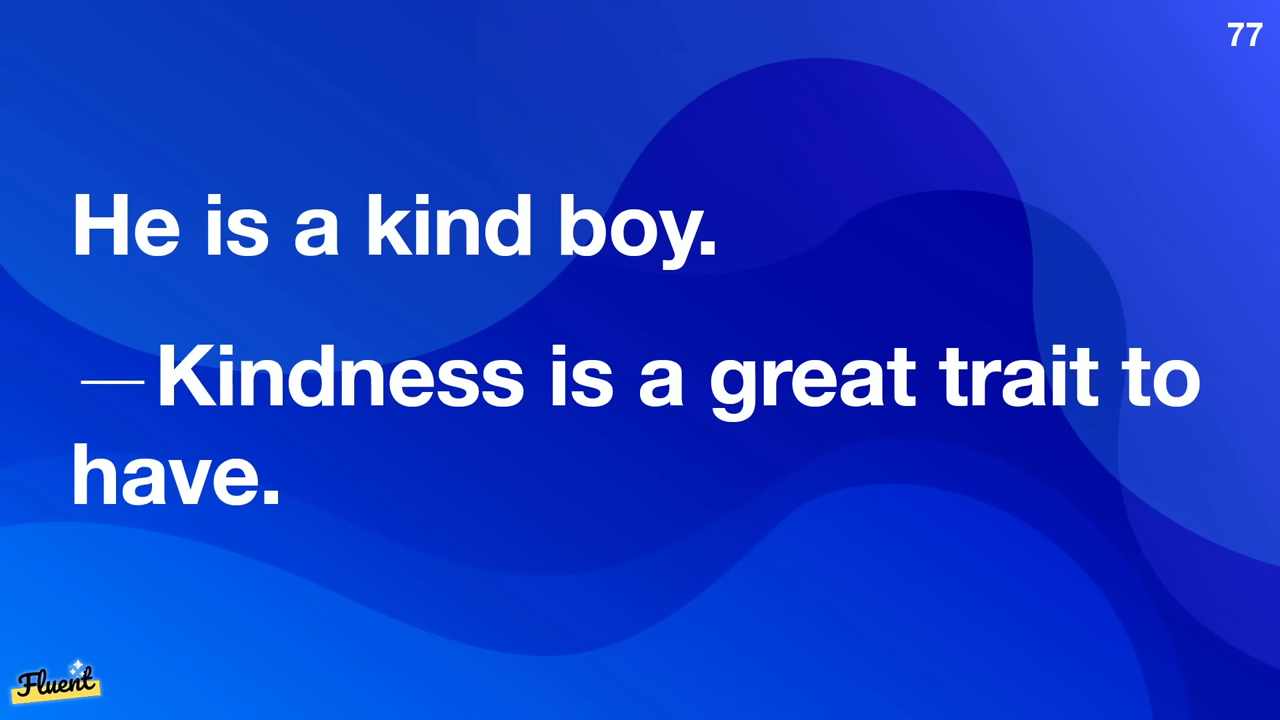 77
He is a kind boy.
—Kindness is a great trait to
have.
Fluent